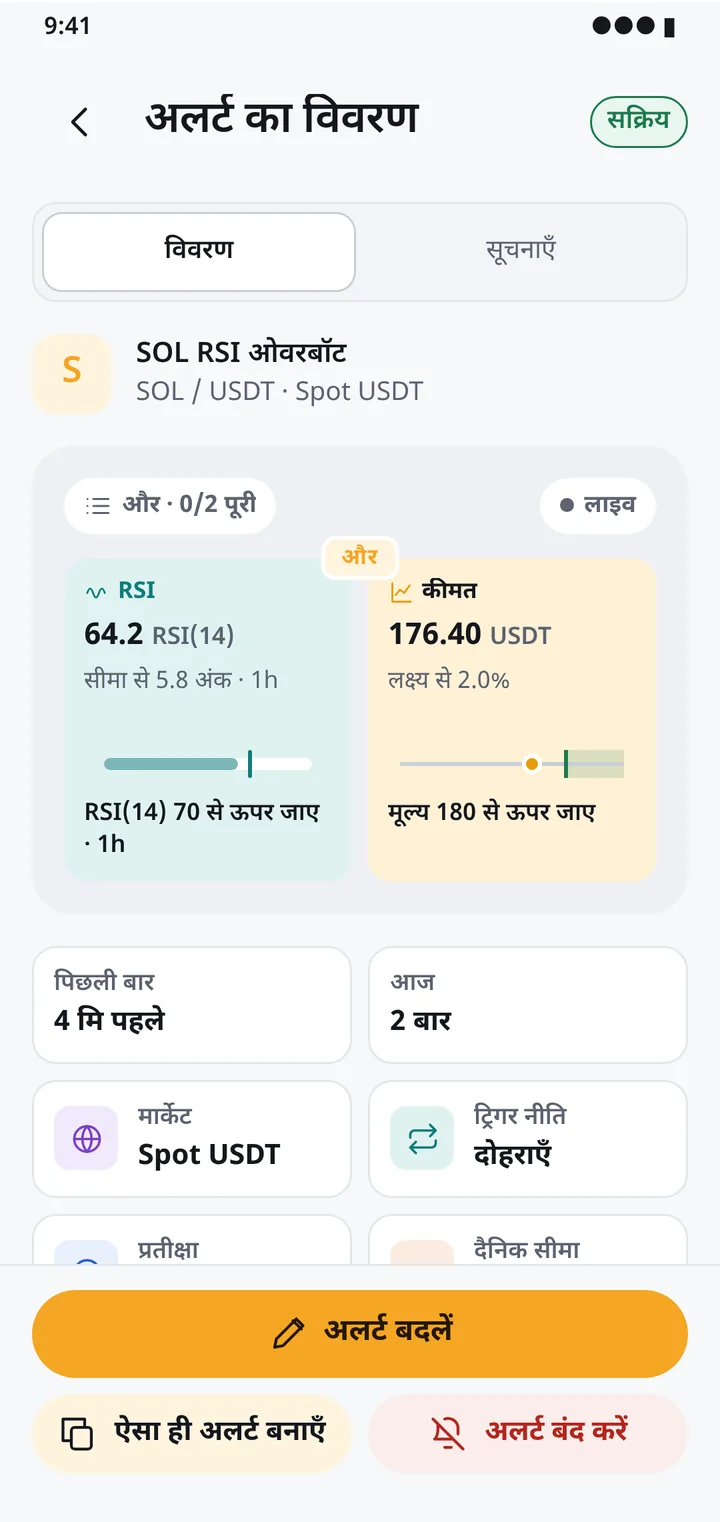 9:41
अलर्ट का विवरण
सक्रिय
विवरण
सूचनाएँ
S
SOL RSI ओवरबॉट
SOL / USDT · Spot USDT
और · 0/2 पूरी
लाइव
और
RSI
64.2 RSI(14)
सीमा से 5.8 अंक · 1h
RSI(14) 70 से ऊपर जाए
· 1h
कीमत
176.40 USDT
लक्ष्य से 2.0%
मूल्य 180 से ऊपर जाए
पिछली बार
4 मि पहले
आज
2 बार
मार्केट
Spot USDT
ट्रिगर नीति
दोहराएँ
प्रतीक्षा
दैनिक सीमा
अलर्ट बदलें
ऐसा ही अलर्ट बनाएँ
अलर्ट बंद करें